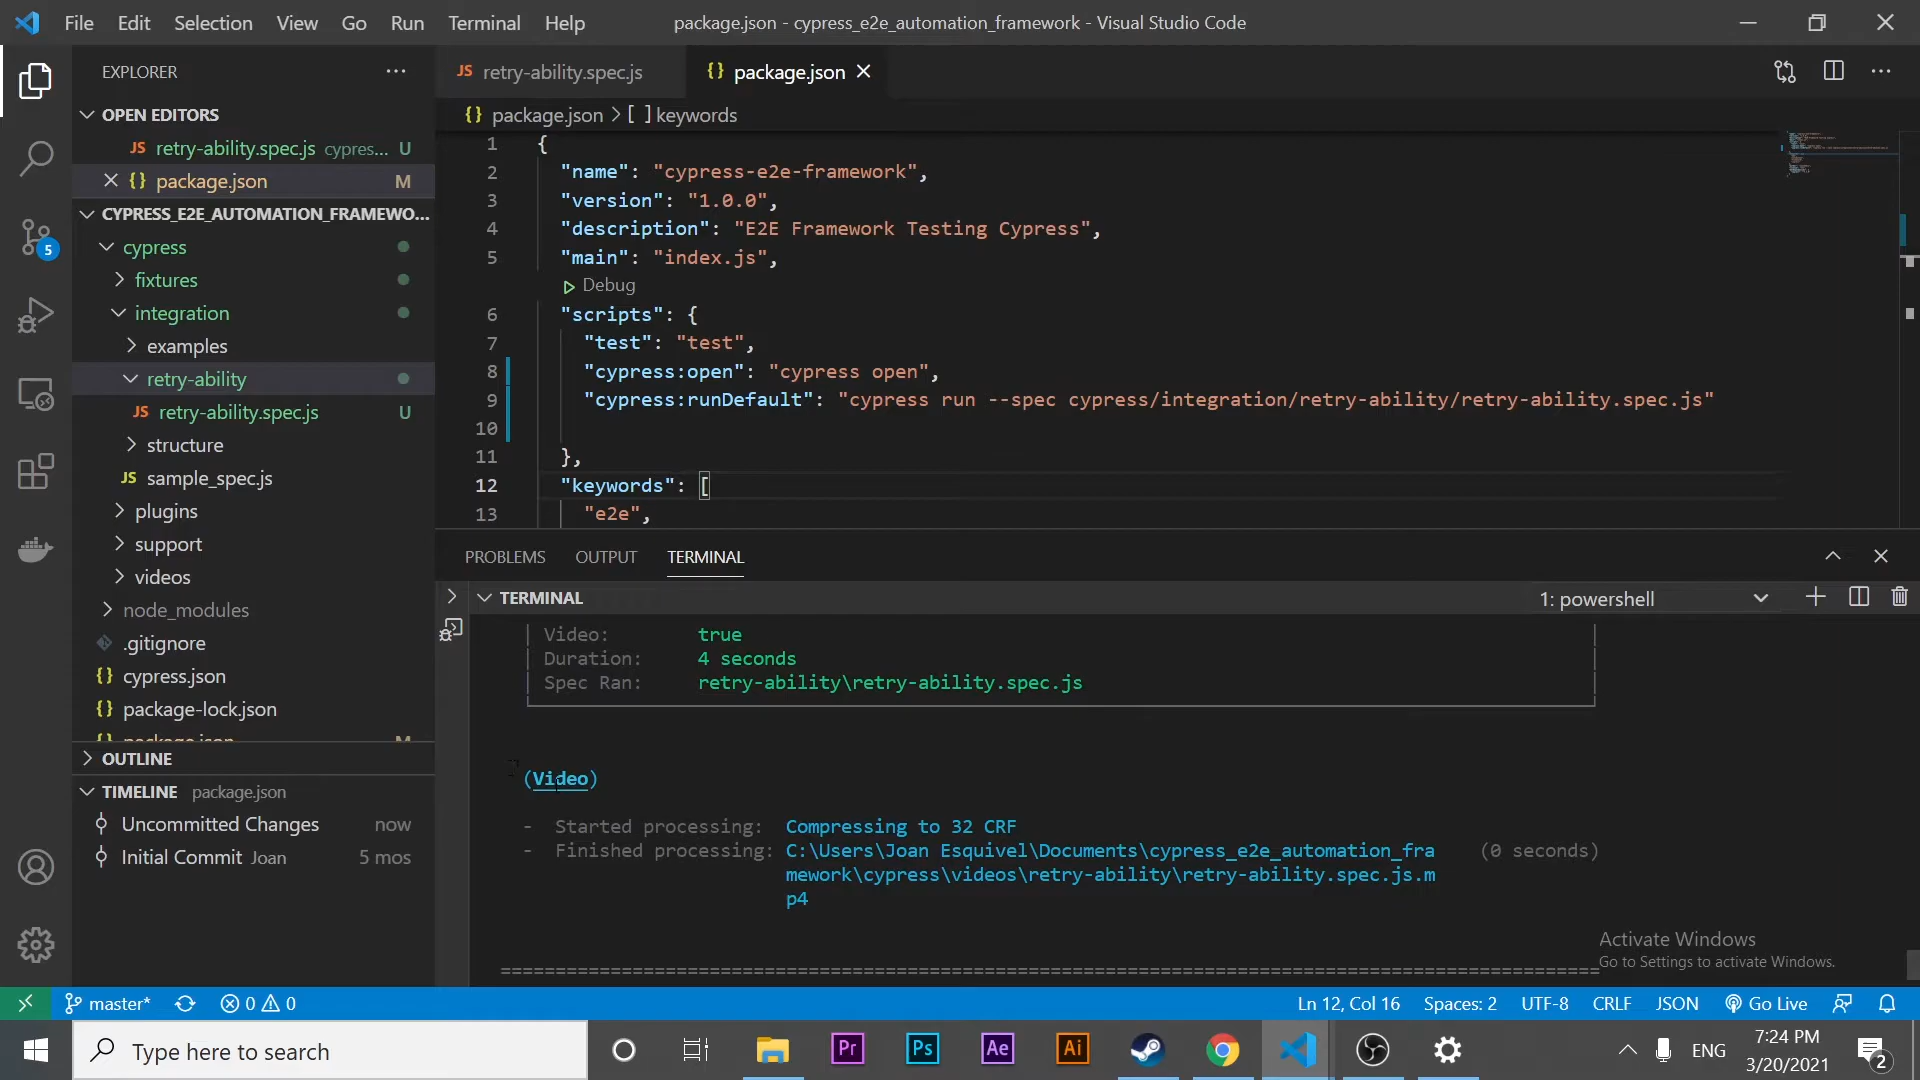 File Edit Selection View Go Run Terminal Help
package.json - cypress_e2e_automation_framework - Visual Studio Code
EXPLORER
OPEN EDITORS
JS retry-ability.spec.js cypres... U
{} package.json M
CYPRESS_E2E_AUTOMATION_FRAMEWO...
cypress
fixtures
integration
examples
retry-ability
JS retry-ability.spec.js U
structure
JS sample_spec.js
plugins
support
videos
node_modules
.gitignore
{} cypress.json
{} package-lock.json
{} package.json M
OUTLINE
TIMELINE package.json
Uncommitted Changes now
Initial Commit Joan 5 mos
5
JS retry-ability.spec.js
{} package.json
{} package.json > [ ] keywords
1 {
2 "name": "cypress-e2e-framework",
3 "version": "1.0.0",
4 "description": "E2E Framework Testing Cypress",
5 "main": "index.js",
Debug
6 "scripts": {
7 "test": "test",
8 "cypress:open": "cypress open",
9 "cypress:runDefault": "cypress run --spec cypress/integration/retry-ability/retry-ability.spec.js"
10
11 },
12 "keywords": [
13 "e2e",
PROBLEMS OUTPUT TERMINAL
TERMINAL
1: powershell
Video: true
Duration: 4 seconds
Spec Ran: retry-ability\retry-ability.spec.js
(Video)
- Started processing: Compressing to 32 CRF
- Finished processing: C:\Users\Joan Esquivel\Documents\cypress_e2e_automation_fra (0 seconds)
mework\cypress\videos\retry-ability\retry-ability.spec.js.m
p4
================================================================================
Activate Windows
Go to Settings to activate Windows.
master* 0 0
Ln 12, Col 16 Spaces: 2 UTF-8 CRLF JSON Go Live
Type here to search
Pr Ps Ae Ai
ENG
7:24 PM
3/20/2021
2